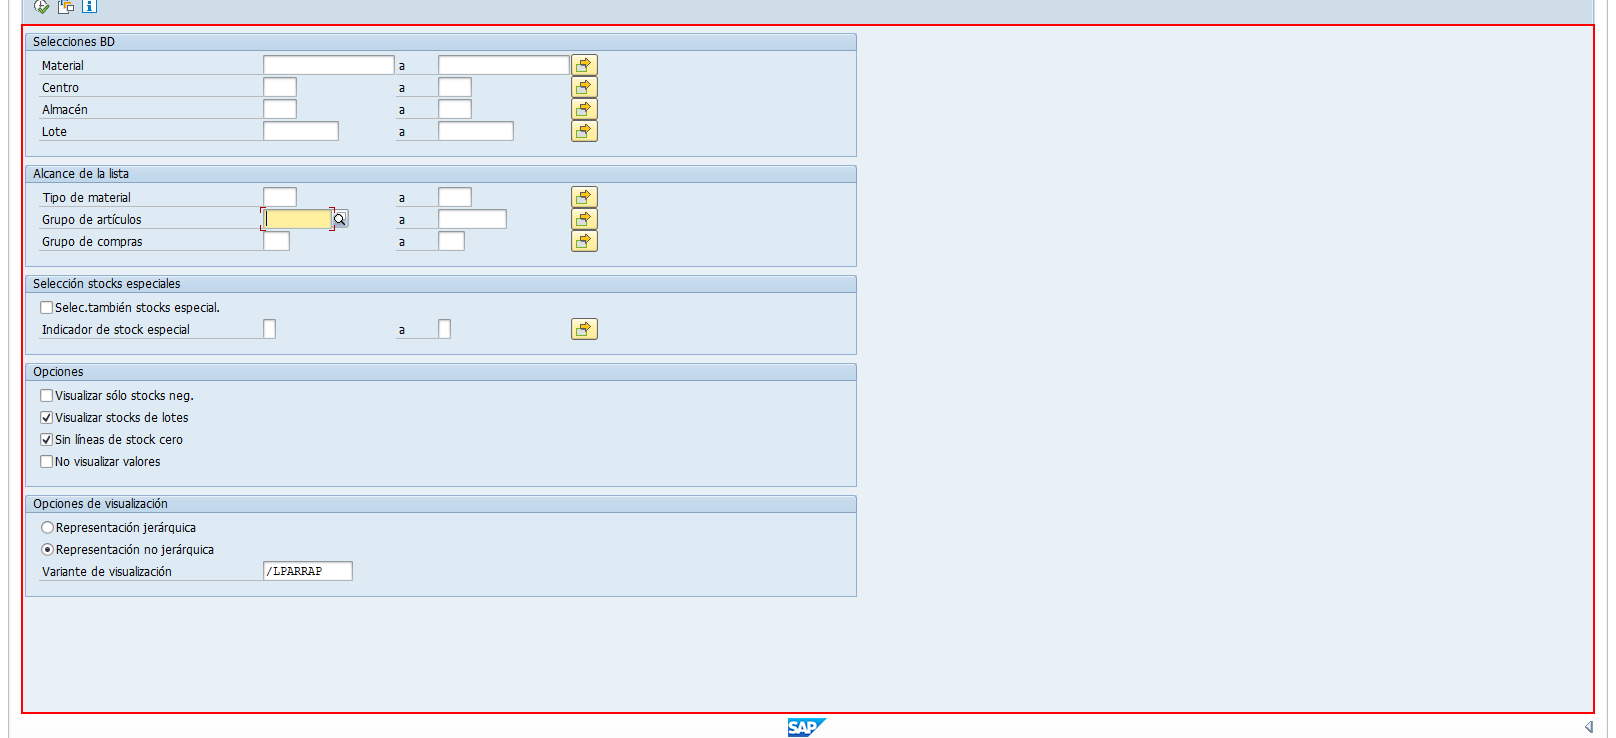 Selecciones BD
Material a
Centro a
Almacén a
Lote a
Alcance de la lista
Tipo de material a
Grupo de artículos a
Grupo de compras a
Selección stocks especiales
Selec.también stocks especial.
Indicador de stock especial a
Opciones
Visualizar sólo stocks neg.
Visualizar stocks de lotes
Sin líneas de stock cero
No visualizar valores
Opciones de visualización
Representación jerárquica
Representación no jerárquica
Variante de visualización /LPARRAP
SAP